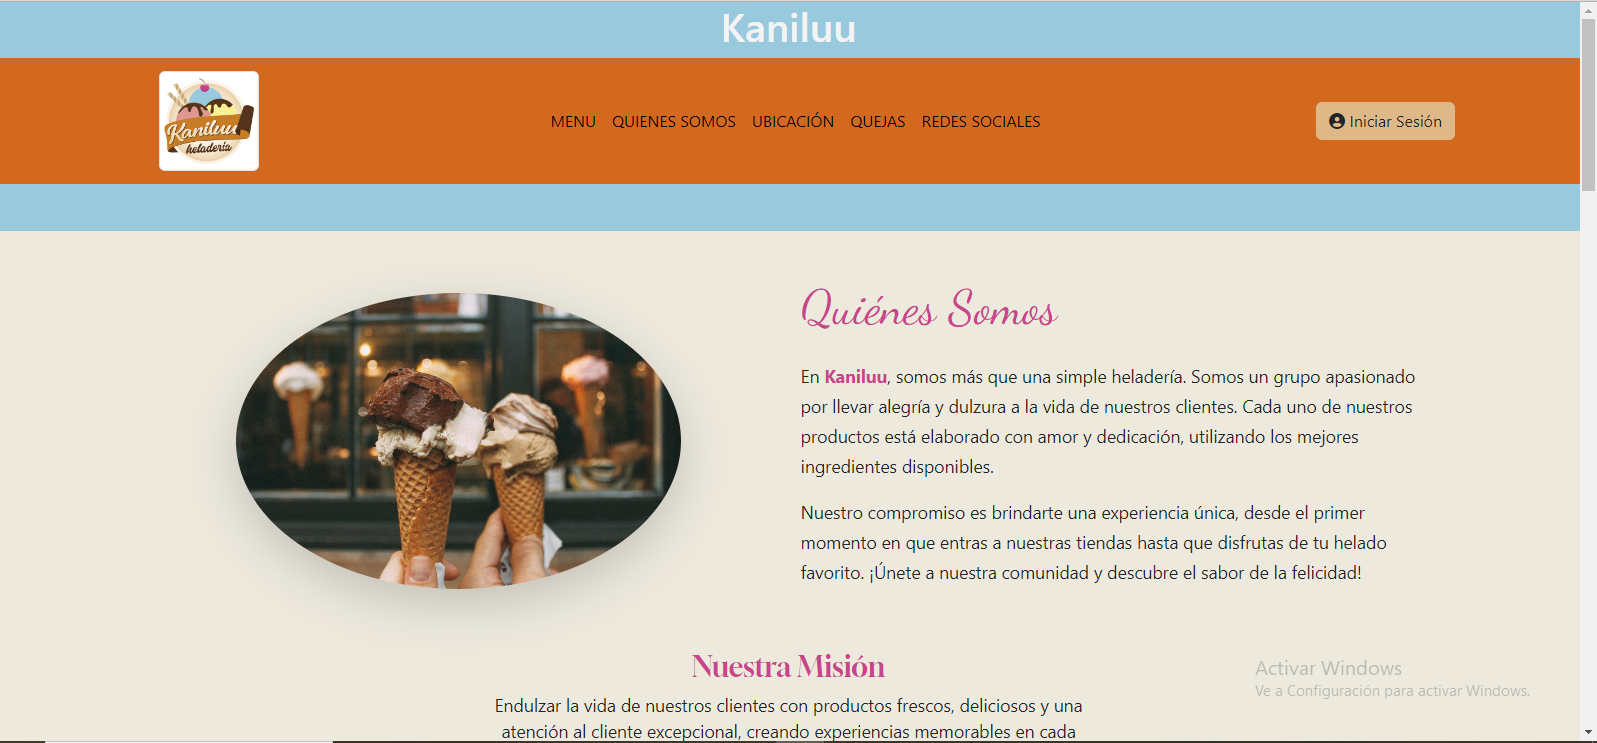 Kaniluu
Kaniluu
heladería
MENU QUIENES SOMOS UBICACIÓN QUEJAS REDES SOCIALES
Iniciar Sesión
Quiénes Somos
En Kaniluu, somos más que una simple heladería. Somos un grupo apasionado
por llevar alegría y dulzura a la vida de nuestros clientes. Cada uno de nuestros
productos está elaborado con amor y dedicación, utilizando los mejores
ingredientes disponibles.
Nuestro compromiso es brindarte una experiencia única, desde el primer
momento en que entras a nuestras tiendas hasta que disfrutas de tu helado
favorito. ¡Únete a nuestra comunidad y descubre el sabor de la felicidad!
Nuestra Misión
Endulzar la vida de nuestros clientes con productos frescos, deliciosos y una
atención al cliente excepcional, creando experiencias memorables en cada
Activar Windows
Ve a Configuración para activar Windows.